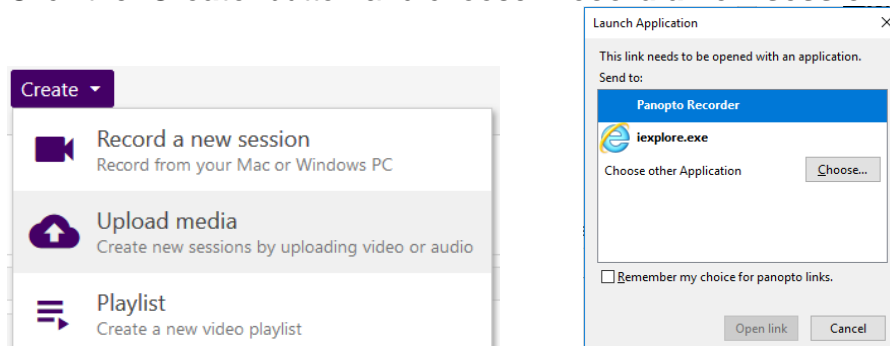 Create
Record a new session
Record from your Mac or Windows PC
Upload media
Create new sessions by uploading video or audio
Playlist
Create a new video playlist
Launch Application
This link needs to be opened with an application.
Send to:
Panopto Recorder
iexplore.exe
Choose other Application
Choose...
Remember my choice for panopto links.
Open link
Cancel